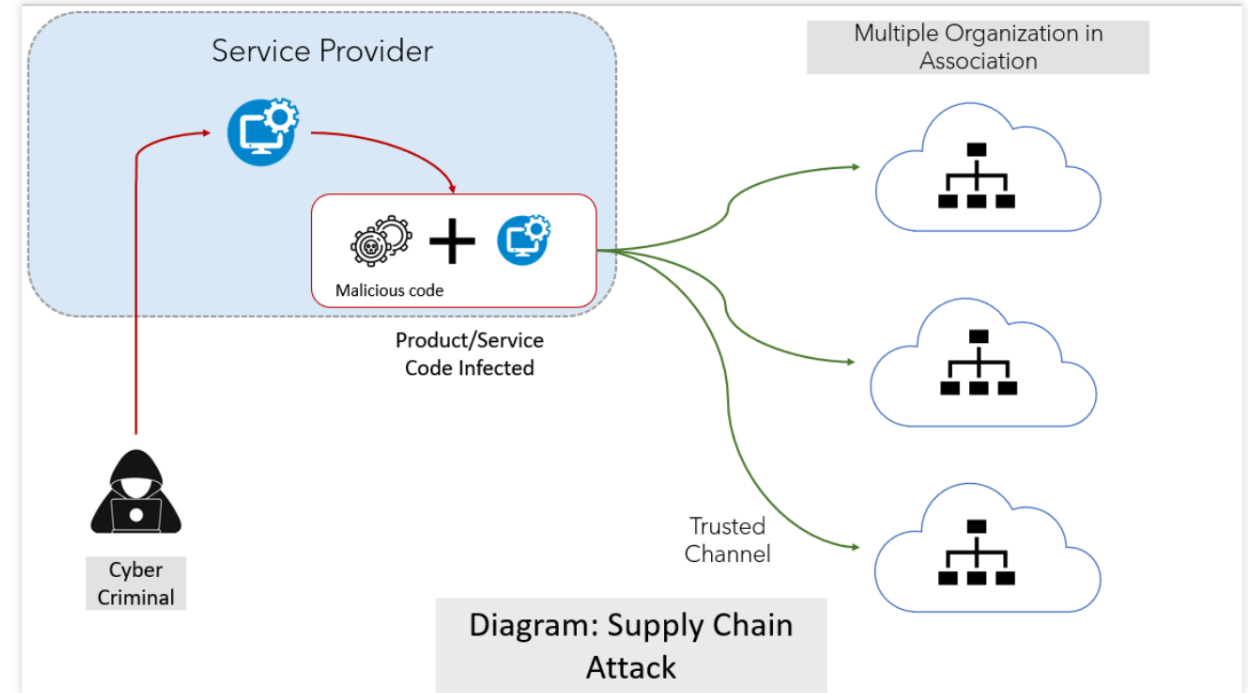 Service Provider
Multiple Organization in
Association
Malicious code
Product/Service
Code Infected
Trusted
Channel
Cyber
Criminal
Diagram: Supply Chain
Attack